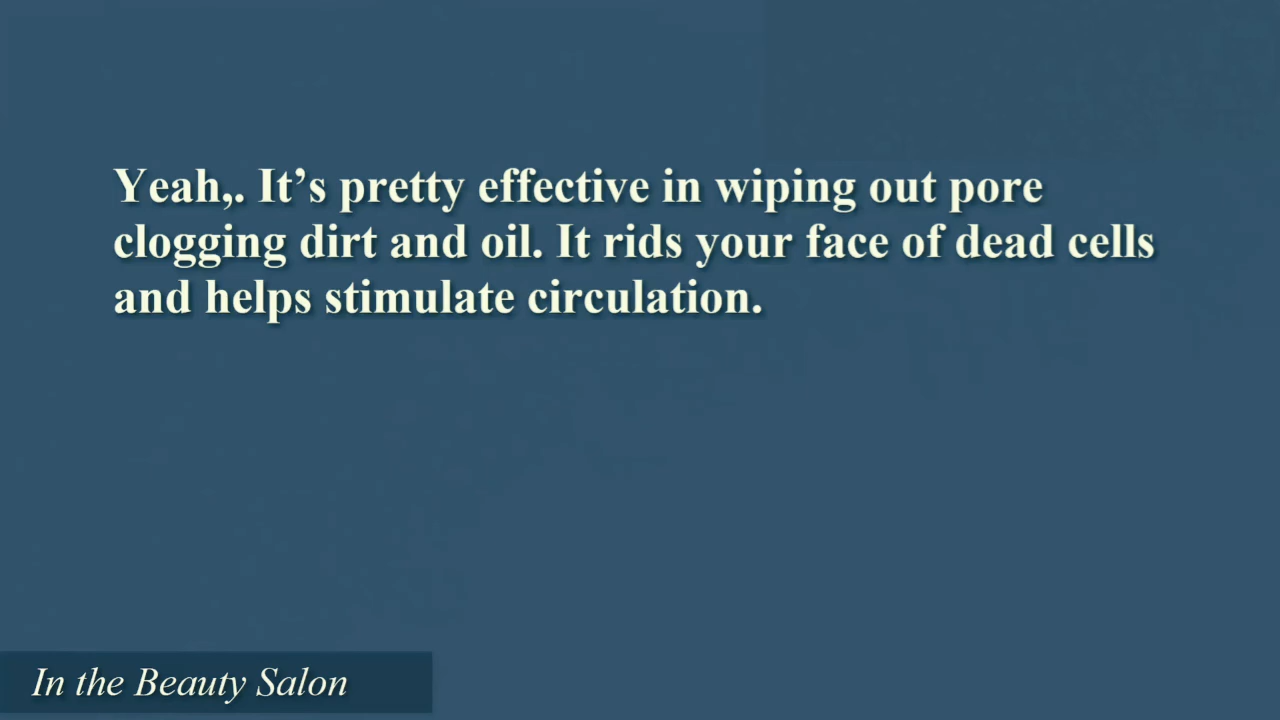 Yeah,. It’s pretty effective in wiping out pore
clogging dirt and oil. It rids your face of dead cells
and helps stimulate circulation.
In the Beauty Salon